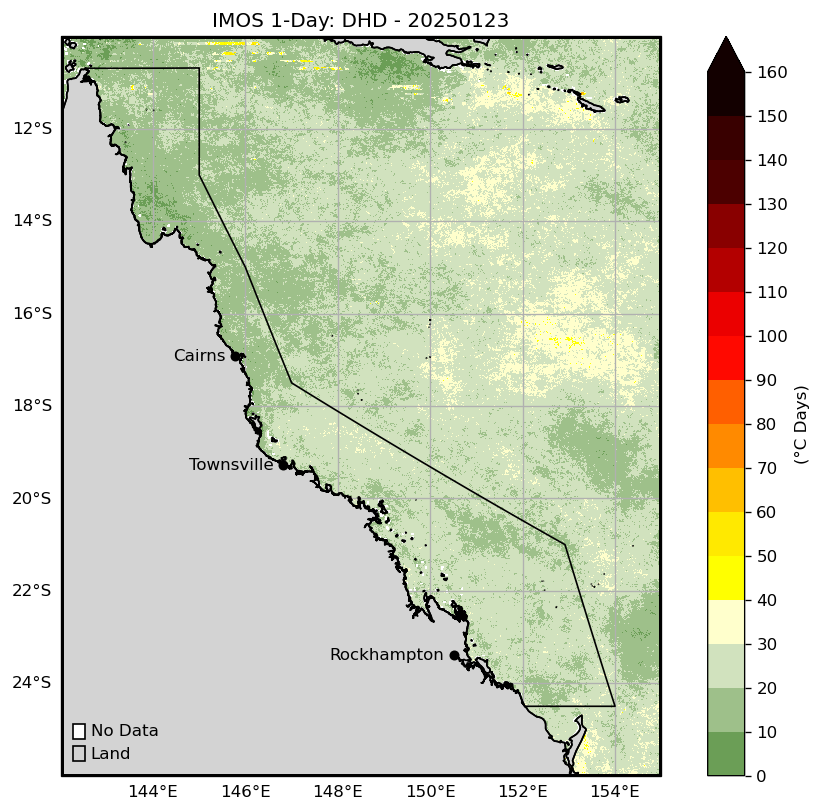 IMOS 1-Day: DHD - 20250123
12°S
14°S
16°S
18°S
20°S
22°S
24°S
Cairns
Townsville
Rockhampton
No Data
Land
144°E 146°E 148°E 150°E 152°E 154°E
160
150
140
130
120
110
100
90
80
70
60
50
40
30
20
10
0
(°C Days)